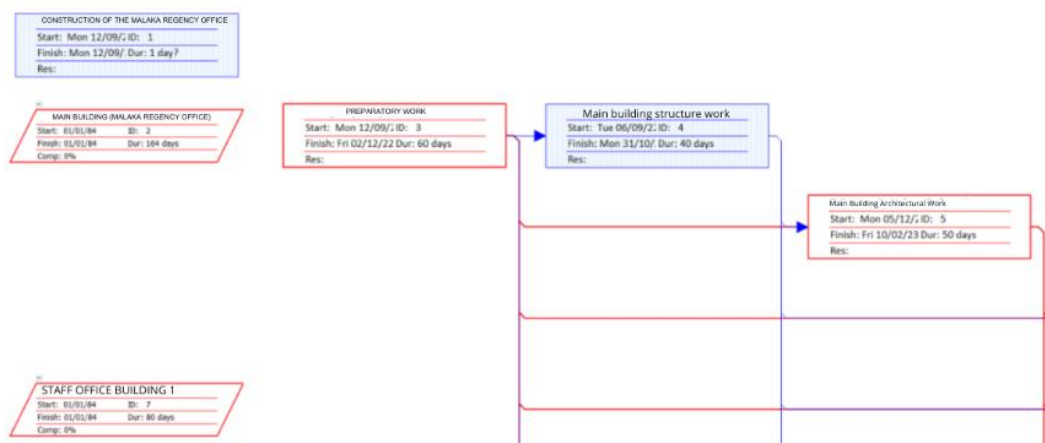 CONSTRUCTION OF THE MALAKA REGENCY OFFICE
Start: Mon 12/09/2 ID: 1
Finish: Mon 12/09/ Dur: 1 day?
Res:
MAIN BUILDING (MALAKA REGENCY OFFICE)
Start: 01/01/84 ID: 2
Finish: 01/01/84 Dur: 164 days
Comp: 0%
PREPARATORY WORK
Start: Mon 12/09/2 ID: 3
Finish: Fri 02/12/22 Dur: 60 days
Res:
Main building structure work
Start: Tue 06/09/2 ID: 4
Finish: Mon 31/10/ Dur: 40 days
Res:
Main Building Architectural Work
Start: Mon 05/12/2 ID: 5
Finish: Fri 10/02/23 Dur: 50 days
Res:
STAFF OFFICE BUILDING 1
Start: 01/01/84 ID: 7
Finish: 01/01/84 Dur: 80 days
Comp: 0%